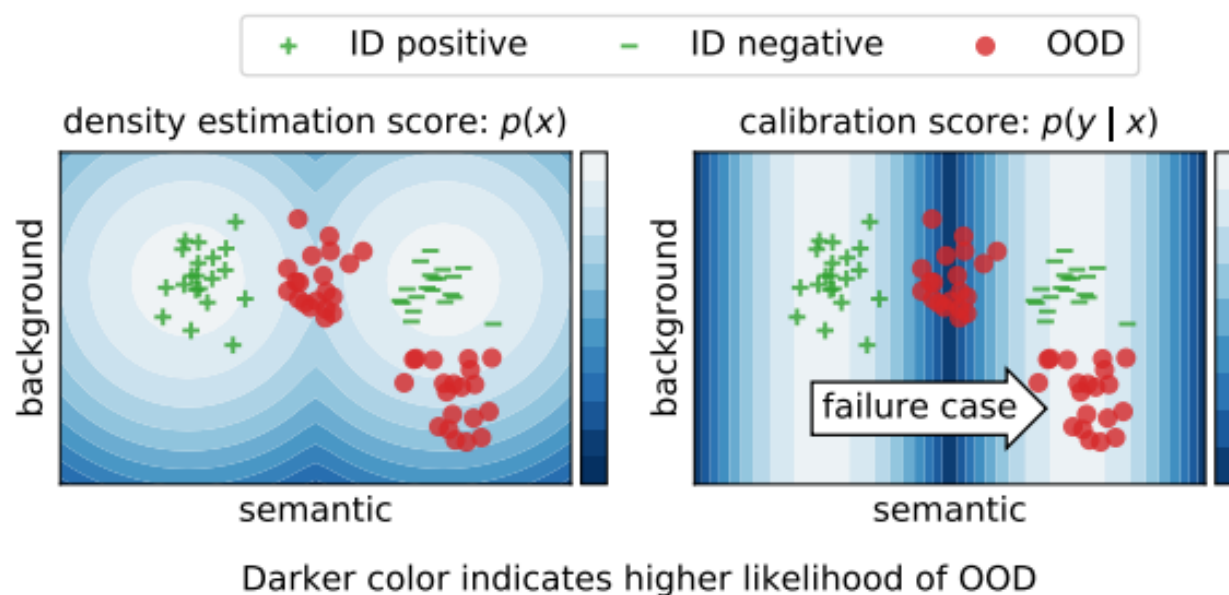 ID positive ID negative OOD
density estimation score: p(x)
calibration score: p(y | x)
background
semantic
background
failure case
semantic
Darker color indicates higher likelihood of OOD